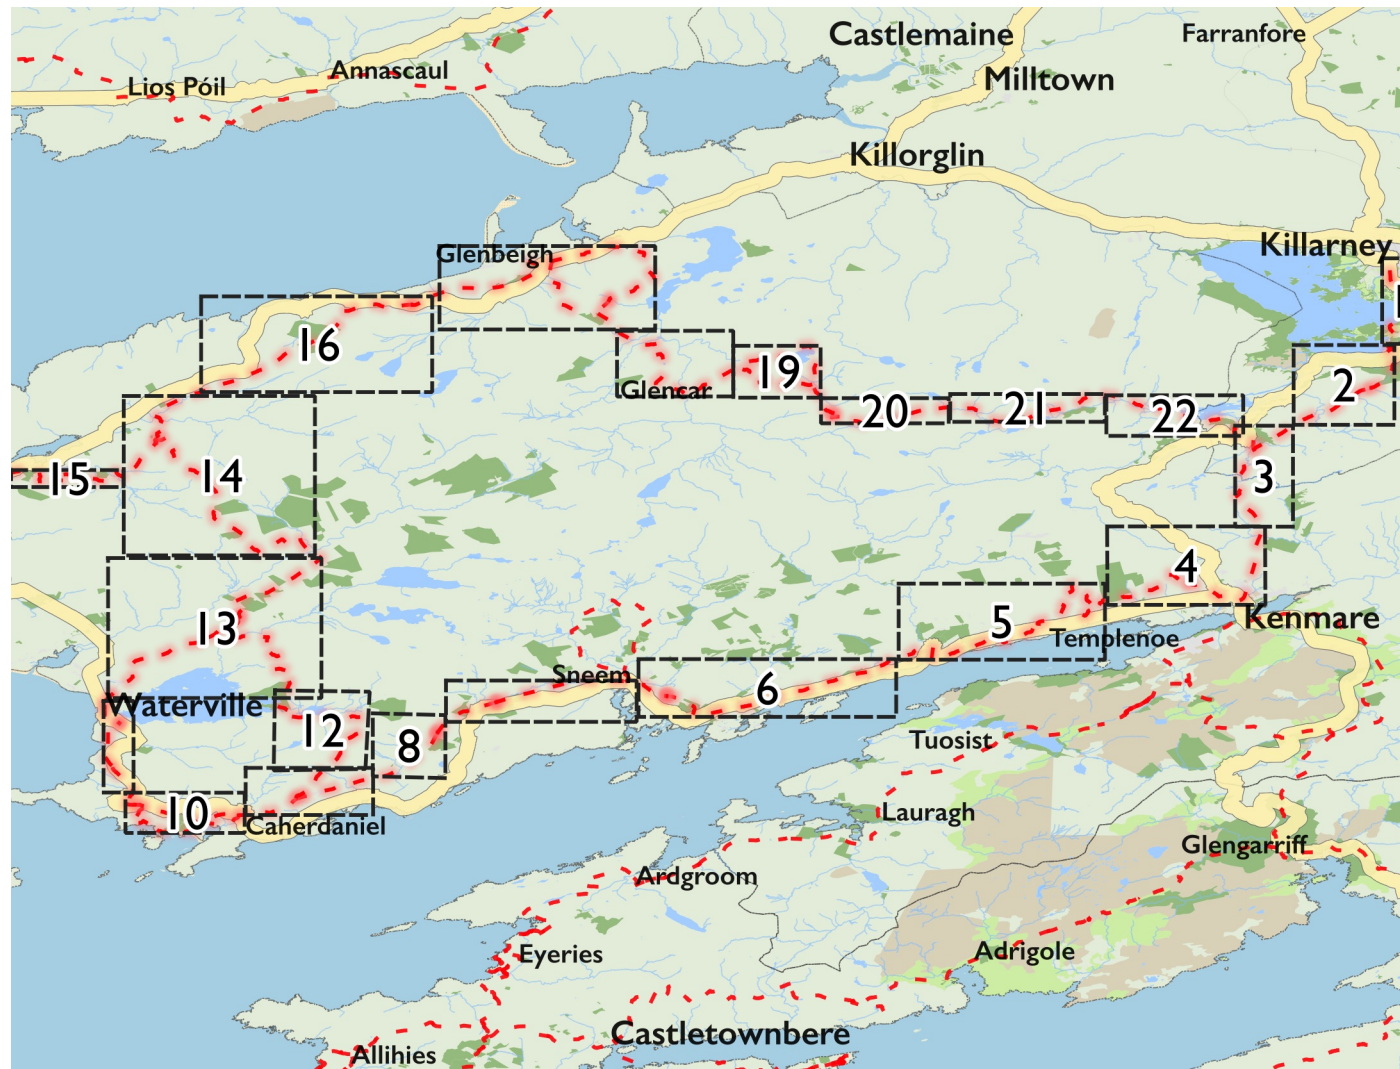 Castlemaine
Farranfore
Lios Póil
Annascaul
Milltown
Killorglin
Killarney
Glenbeigh
16
Glencar
19
20
21
22
2
3
15
14
4
13
5
Kenmare
Templenoe
Sneem
6
Waterville
12
8
Tuosist
10
Caherdaniel
Lauragh
Glengarriff
Ardgroom
Eyeries
Adrigole
Castletownbere
Allihies